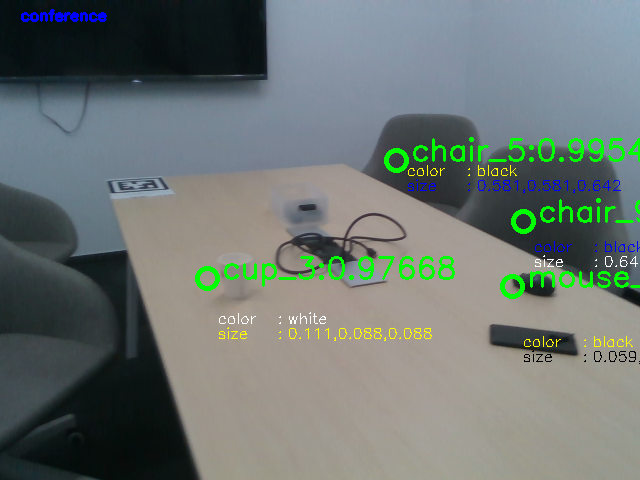 conference
chair_5:0.9954
color : black
size : 0.581,0.581,0.642
chair_9
color : black
size : 0.64
cup_3:0.97668
mouse_
color : white
size : 0.111,0.088,0.088
color : black
size : 0.059,